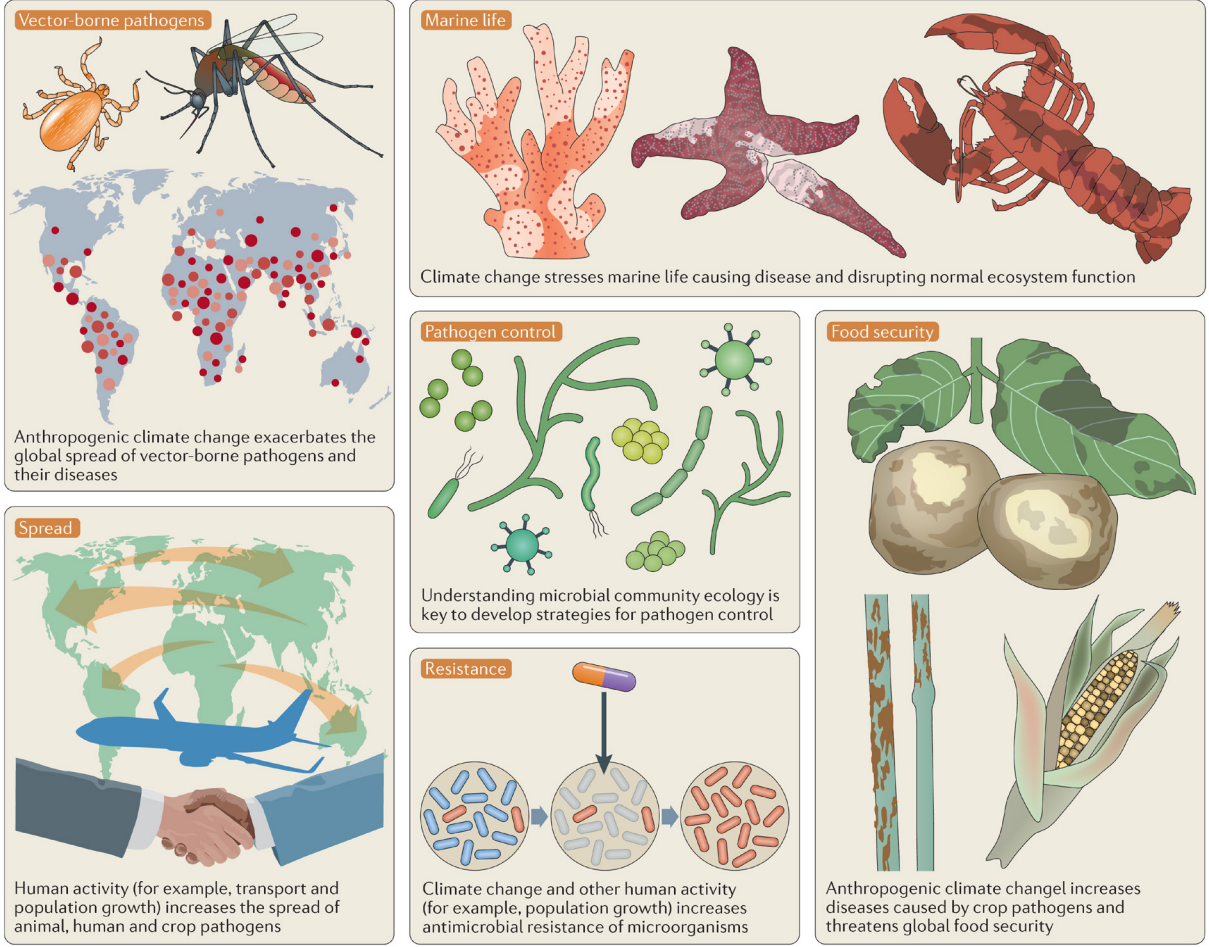 Vector-borne pathogens
Anthropogenic climate change exacerbates the
global spread of vector-borne pathogens and
their diseases
Marine life
Climate change stresses marine life causing disease and disrupting normal ecosystem function
Pathogen control
Understanding microbial community ecology is
key to develop strategies for pathogen control
Food security
Anthropogenic climate changel increases
diseases caused by crop pathogens and
threatens global food security
Spread
Human activity (for example, transport and
population growth) increases the spread of
animal, human and crop pathogens
Resistance
Climate change and other human activity
(for example, population growth) increases
antimicrobial resistance of microorganisms